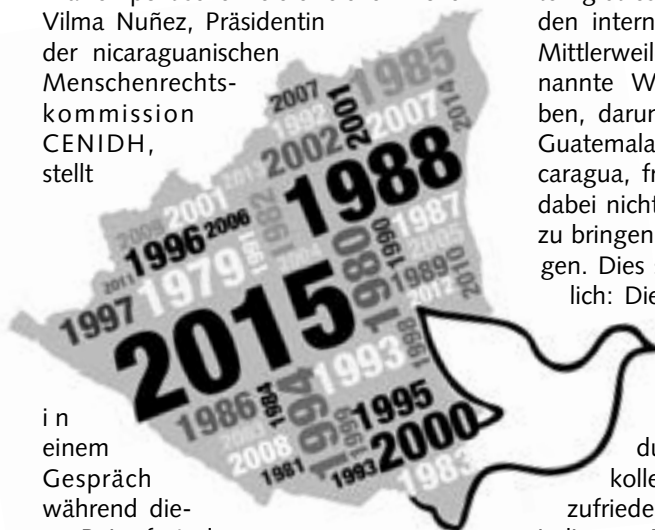 Vilma Nuñez, Präsidentin
der nicaraguanischen
Menschenrechts-
kommission
CENIDH,
stellt
in
einem
Gespräch
während die-
den intern
Mittlerweil
nannte W
ben, darun
Guatemala
caragua, fr
dabei nicht
zu bringen
gen. Dies
lich: Die
du
kolle
zufriede
1985
2007
2001
1992
2007
2014
2002
1988
2001
1982
2006
1996
1987
1990
2005
2010
1979
1991
1980
1989
2011
2012
1997
2015
1998
1993
1994
1986
1984
1995
1999
2008
2000
1981
1993
1983